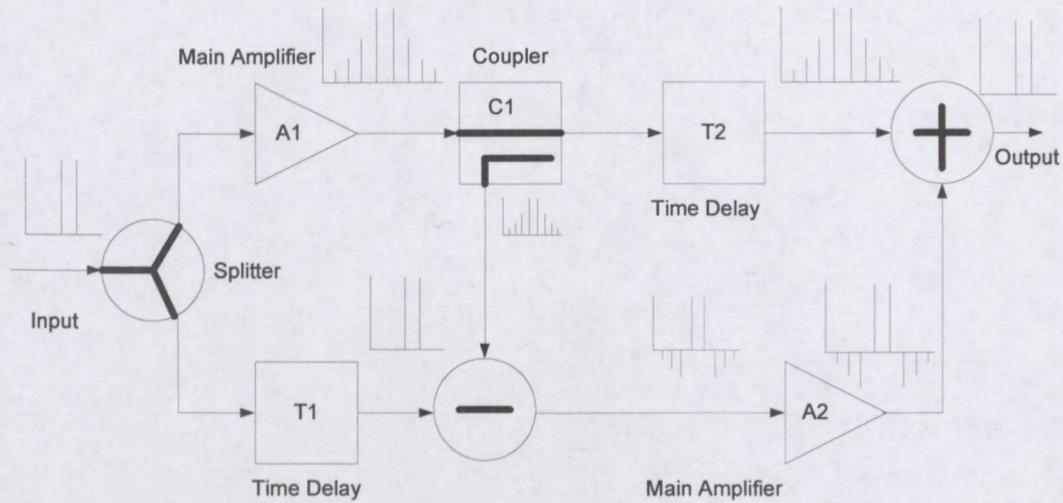 Main Amplifier
Coupler
A1
C1
T2
Output
Time Delay
Splitter
Input
T1
A2
Time Delay
Main Amplifier